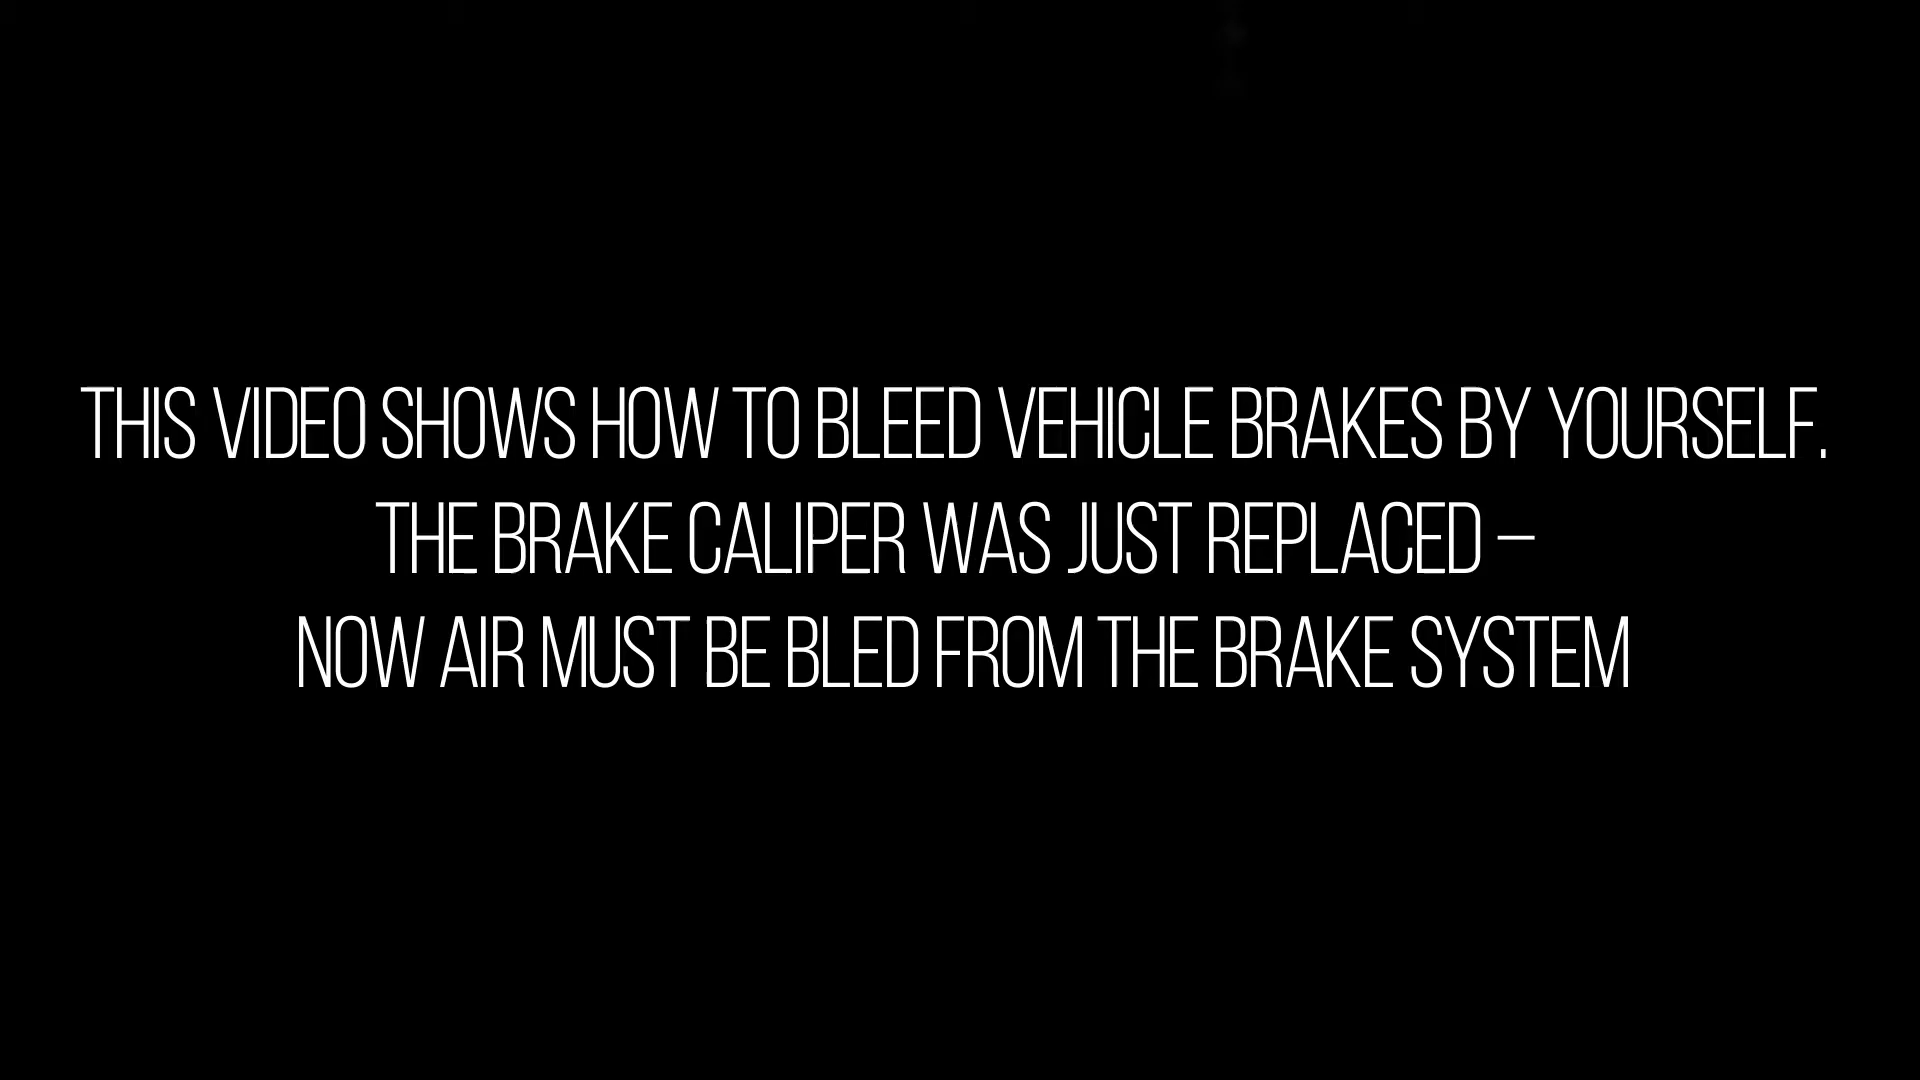 THIS VIDEO SHOWS HOW TO BLEED VEHICLE BRAKES BY YOURSELF.
THE BRAKE CALIPER WAS JUST REPLACED –
NOW AIR MUST BE BLED FROM THE BRAKE SYSTEM